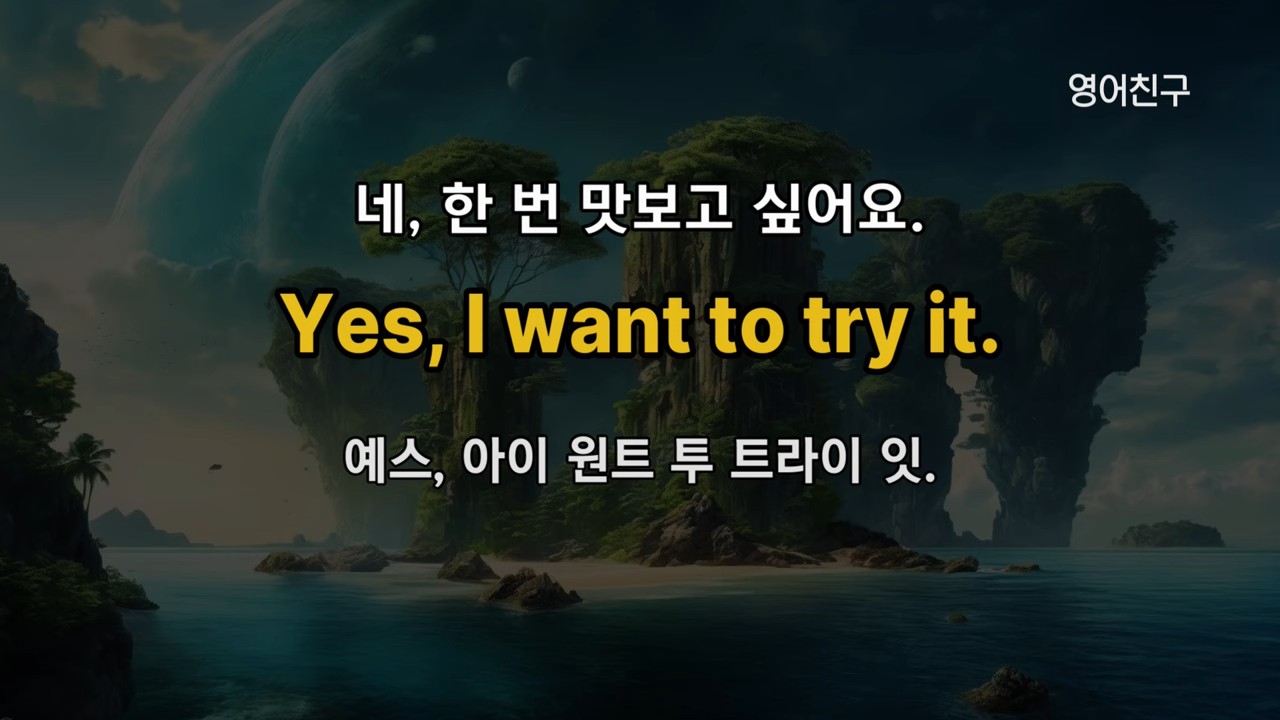 영어친구
네, 한 번 맛보고 싶어요.
Yes, I want to try it.
예스, 아이 원트 투 트라이 잇.